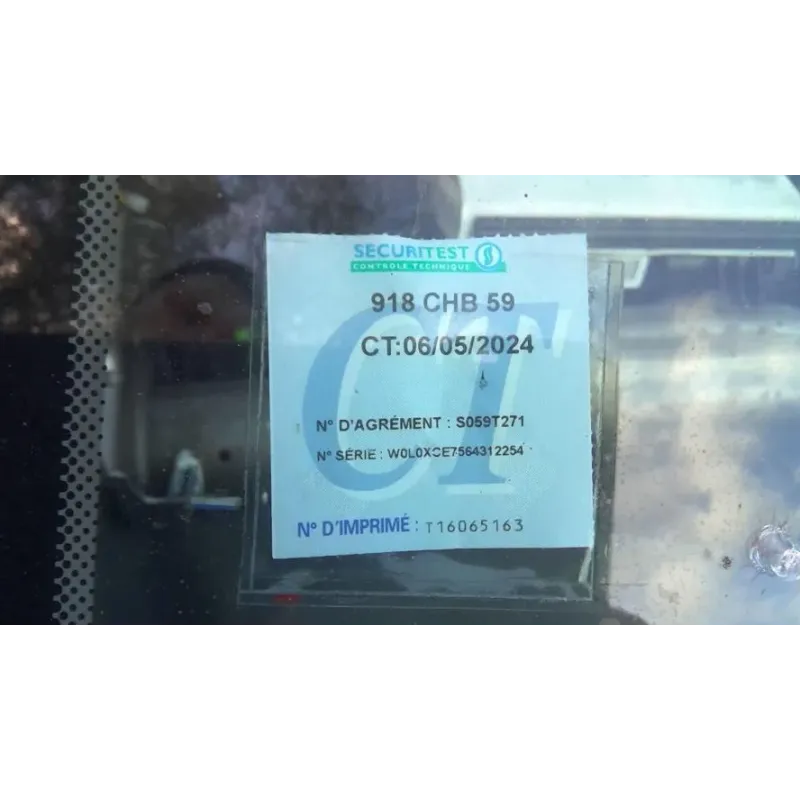 SECURITEST
CONTROLE TECHNIQUE
918 CHB 59
CT:06/05/2024
CT
N° D'AGRÉMENT : S059T271
N° SÉRIE : W0L0XCE7564312254
N° D'IMPRIMÉ : T16065163